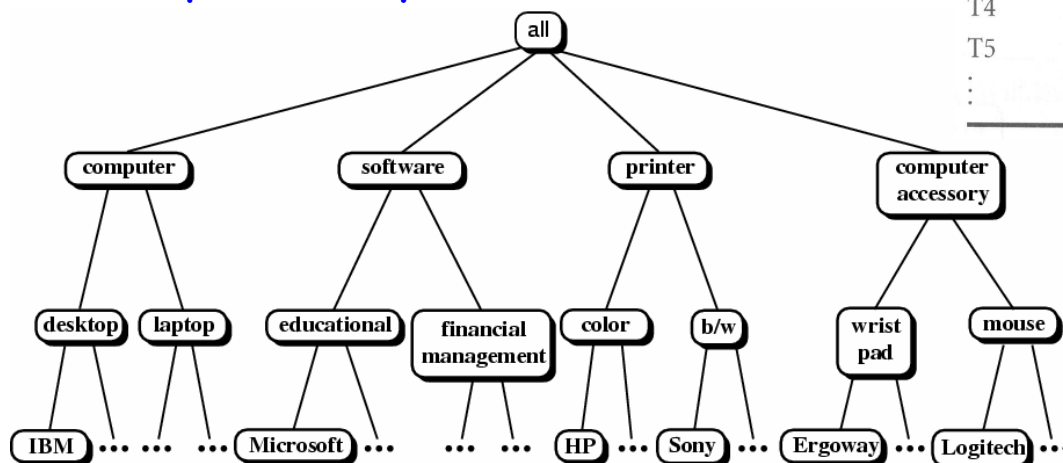 T4
T5
all
computer
software
printer
computer
accessory
desktop
laptop
educational
financial
management
color
b/w
wrist
pad
mouse
IBM
...
...
...
Microsoft
...
...
...
HP
...
Sony
...
Ergoway
...
Logitech
...